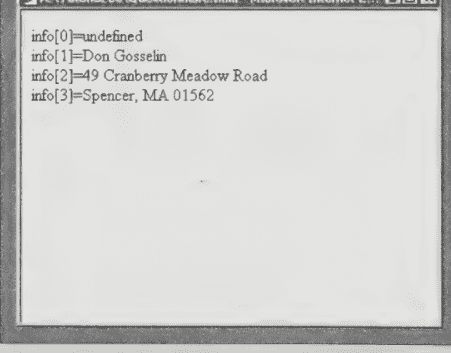 info[0]=undefined
info[1]=Don Gosselin
info[2]=49 Cranberry Meadow Road
info[3]=Spencer, MA 01562